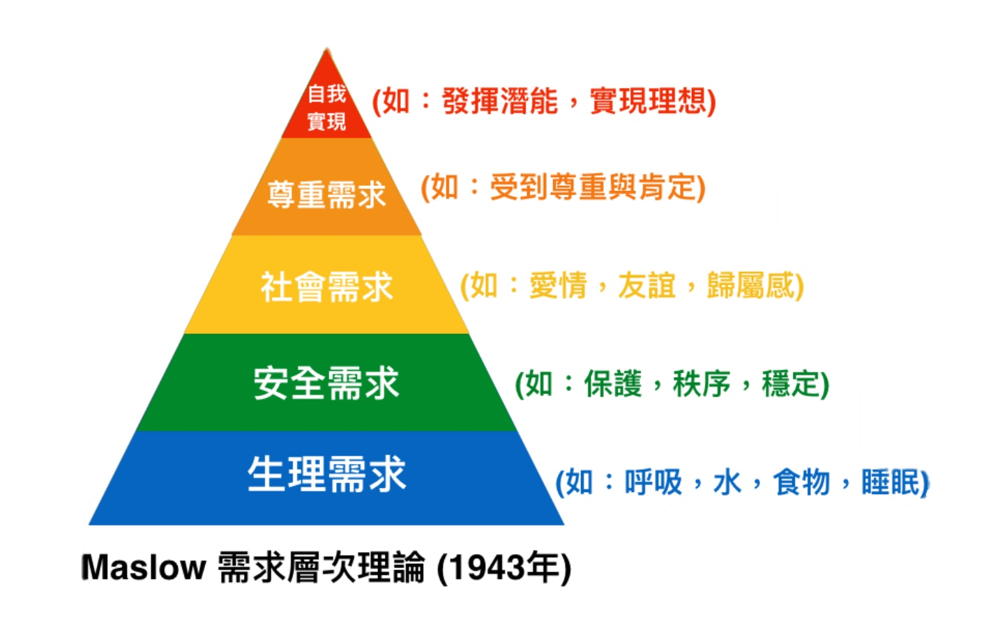 自我
實現
(如：發揮潛能，實現理想)
尊重需求
(如：受到尊重與肯定)
社會需求
(如：愛情，友誼，歸屬感)
安全需求
(如：保護，秩序，穩定)
生理需求
(如：呼吸，水，食物，睡眠)
Maslow 需求層次理論 (1943年)